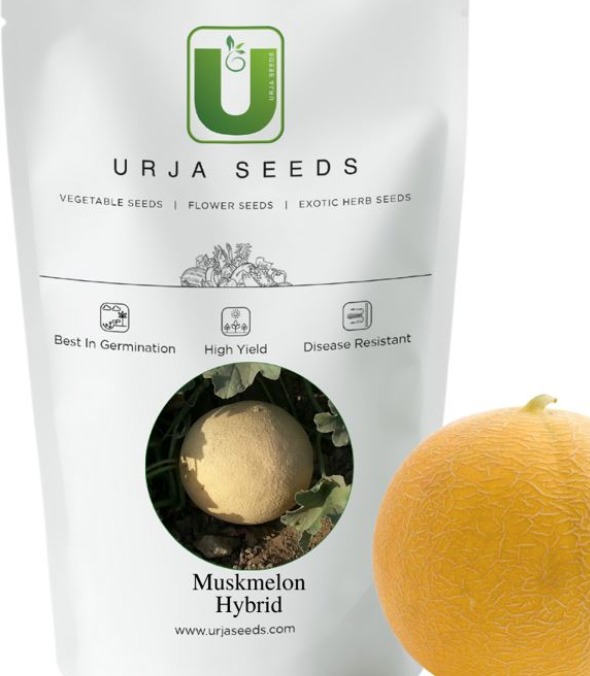 U
URJA SEEDS
URJA SEEDS
VEGETABLE SEEDS | FLOWER SEEDS | EXOTIC HERB SEEDS
Best In Germination
High Yield
Disease Resistant
Muskmelon
Hybrid
www.urjaseeds.com